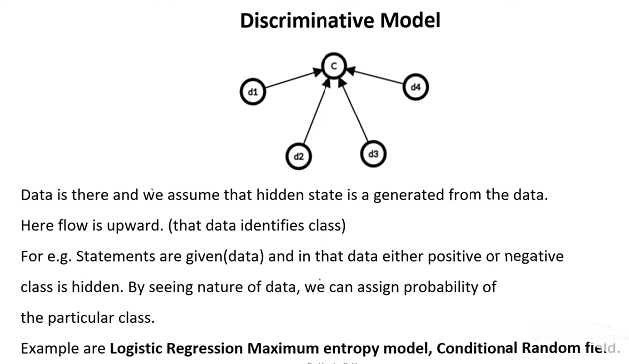 Discriminative Model
C
d1
d4
d2
d3
Data is there and we assume that hidden state is a generated from the data.
Here flow is upward. (that data identifies class)
For e.g. Statements are given(data) and in that data either positive or negative
class is hidden. By seeing nature of data, we can assign probability of
the particular class.
Example are Logistic Regression Maximum entropy model, Conditional Random field.